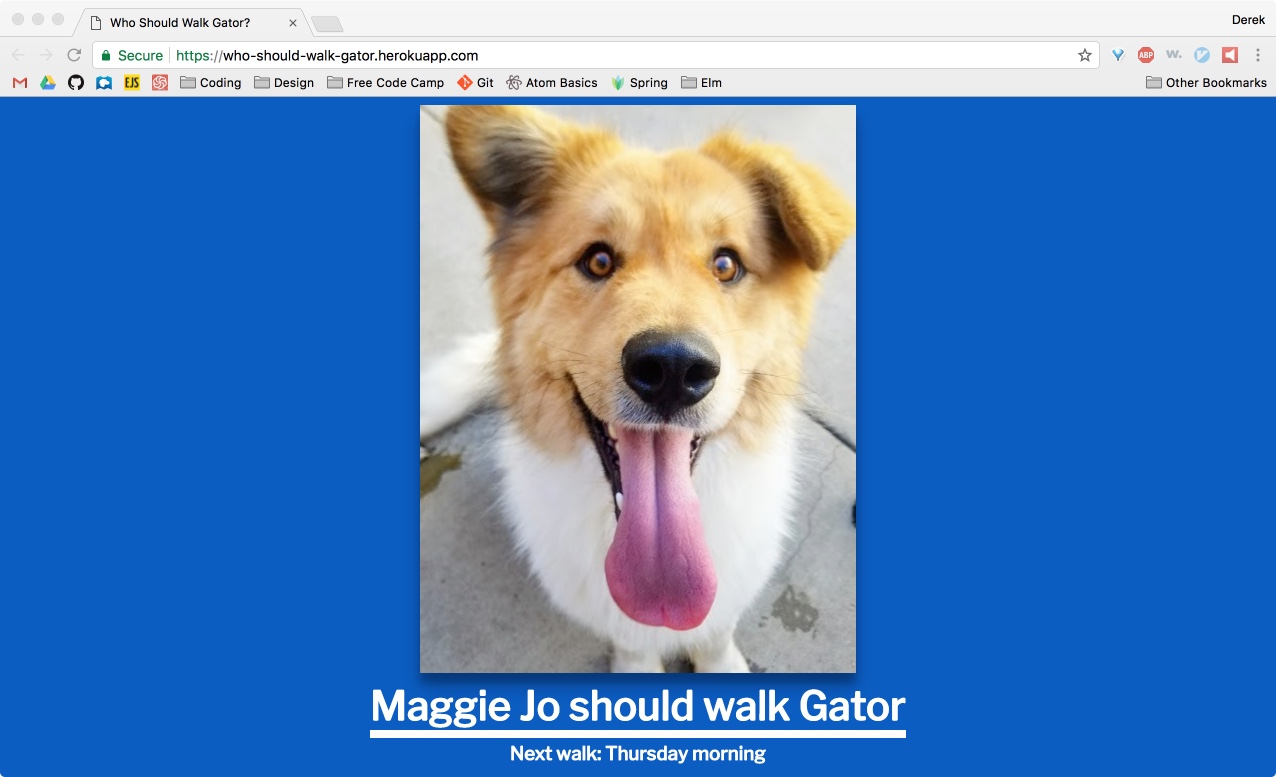 Who Should Walk Gator?
Derek
Secure https://who-should-walk-gator.herokuapp.com
ABP w.
EJS Coding Design Free Code Camp Git Atom Basics Spring Elm Other Bookmarks
Maggie Jo should walk Gator
Next walk: Thursday morning